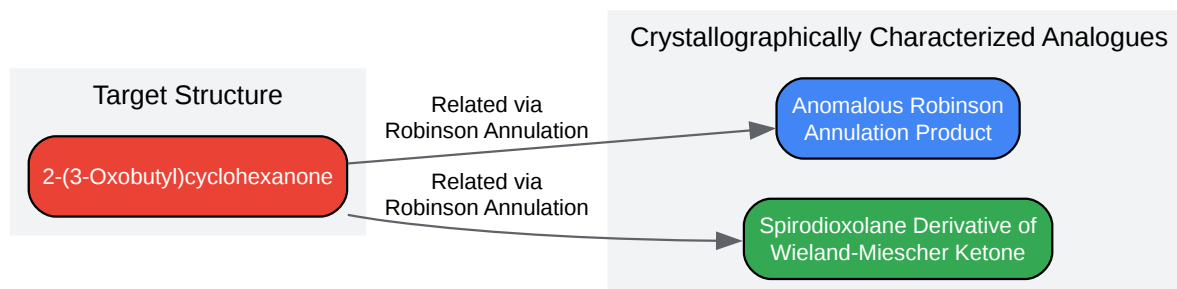 Target Structure
2-(3-Oxobutyl)cyclohexanone
Related via
Robinson Annulation
Related via
Robinson Annulation
Crystallographically Characterized Analogues
Anomalous Robinson
Annulation Product
Spirodioxolane Derivative of
Wieland-Miescher Ketone